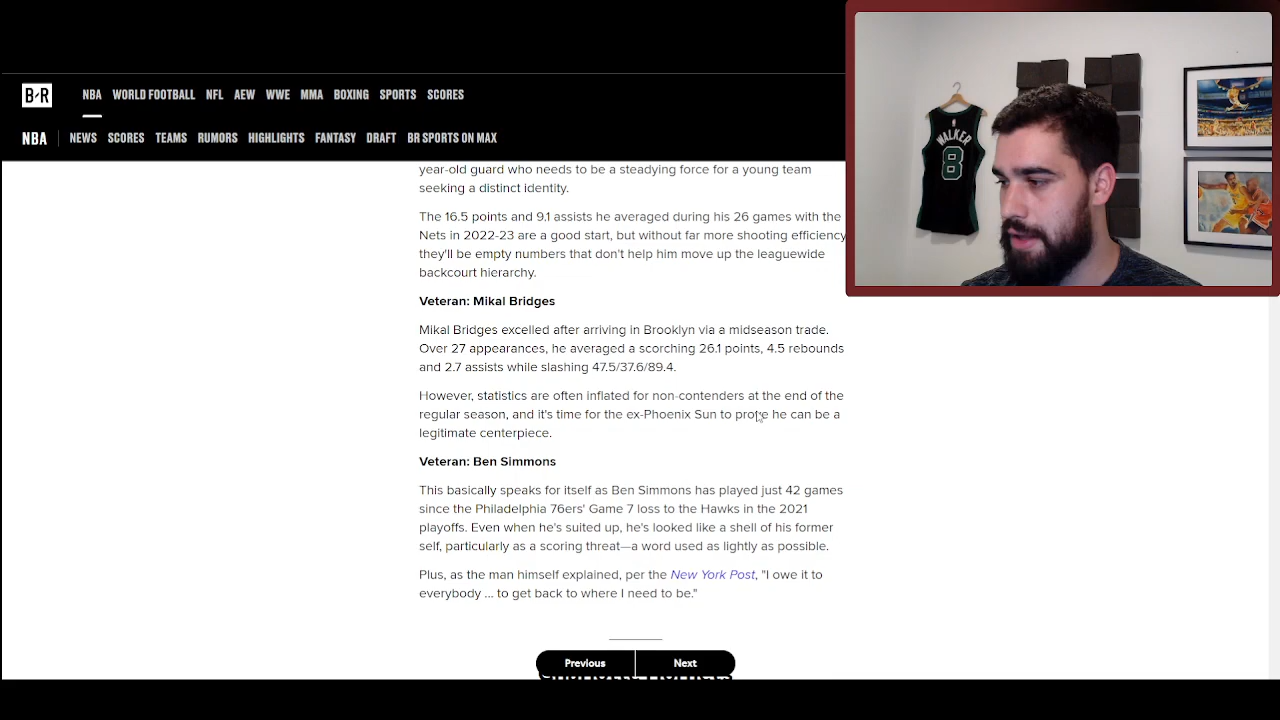 B/R
NBA WORLD FOOTBALL NFL AEW WWE MMA BOXING SPORTS SCORES
NBA NEWS SCORES TEAMS RUMORS HIGHLIGHTS FANTASY DRAFT BR SPORTS ON MAX
year-old guard who needs to be a steadying force for a young team
seeking a distinct identity.
The 16.5 points and 9.1 assists he averaged during his 26 games with the
Nets in 2022-23 are a good start, but without far more shooting efficiency
they'll be empty numbers that don't help him move up the leaguewide
backcourt hierarchy.
Veteran: Mikal Bridges
Mikal Bridges excelled after arriving in Brooklyn via a midseason trade.
Over 27 appearances, he averaged a scorching 26.1 points, 4.5 rebounds
and 2.7 assists while slashing 47.5/37.6/89.4.
However, statistics are often inflated for non-contenders at the end of the
regular season, and it's time for the ex-Phoenix Sun to prove he can be a
legitimate centerpiece.
Veteran: Ben Simmons
This basically speaks for itself as Ben Simmons has played just 42 games
since the Philadelphia 76ers' Game 7 loss to the Hawks in the 2021
playoffs. Even when he's suited up, he's looked like a shell of his former
self, particularly as a scoring threat—a word used as lightly as possible.
Plus, as the man himself explained, per the New York Post, "I owe it to
everybody ... to get back to where I need to be."
Previous Next
WALKER
8